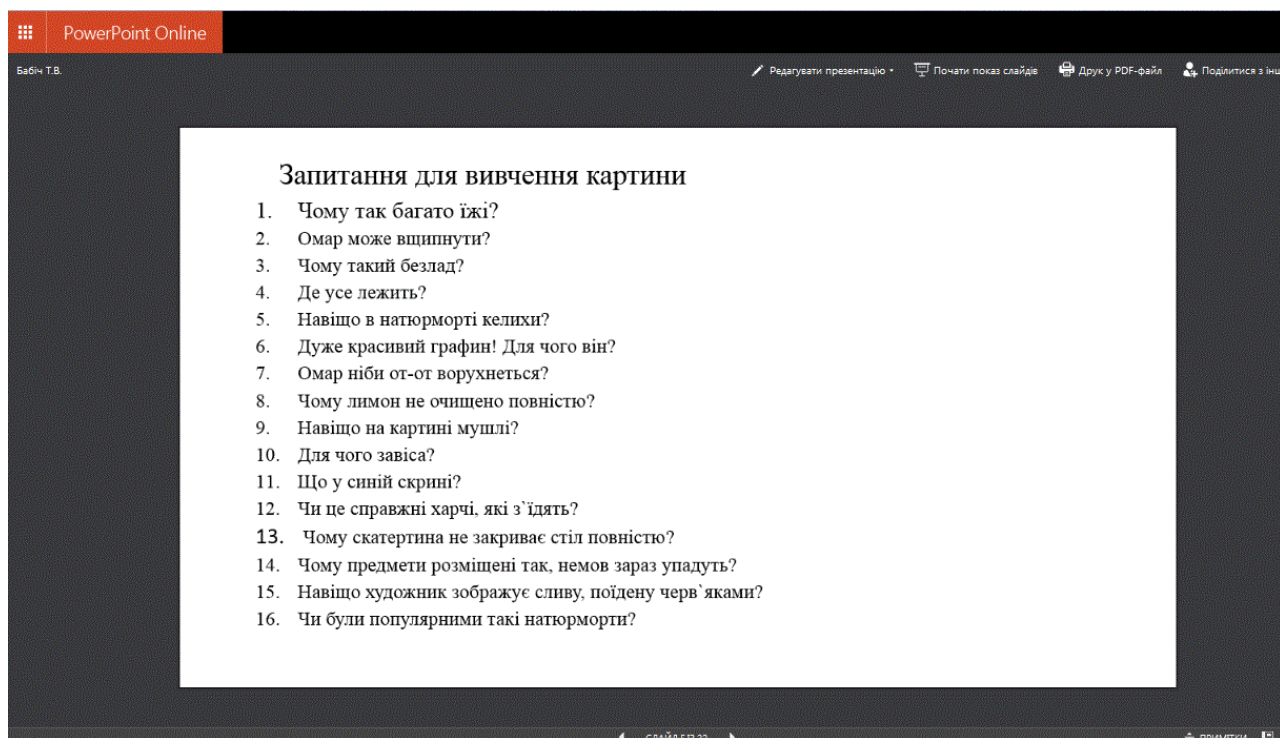 PowerPoint Online
Бабіч Т.В.
Редагувати презентацію
Почати показ слайдів
Друк у PDF-файл
Поділитися з інш
Запитання для вивчення картини
1. Чому так багато їжі?
2. Омар може вщипнути?
3. Чому такий безлад?
4. Де усе лежить?
5. Навіщо в натюрморті келихи?
6. Дуже красивий графин! Для чого він?
7. Омар ніби от-от ворухнеться?
8. Чому лимон не очищено повністю?
9. Навіщо на картині мушлі?
10. Для чого завіса?
11. Що у синій скрині?
12. Чи це справжні харчі, які з`їдять?
13. Чому скатертина не закриває стіл повністю?
14. Чому предмети розміщені так, немов зараз упадуть?
15. Навіщо художник зображує сливу, поїдену черв`яками?
16. Чи були популярними такі натюрморти?